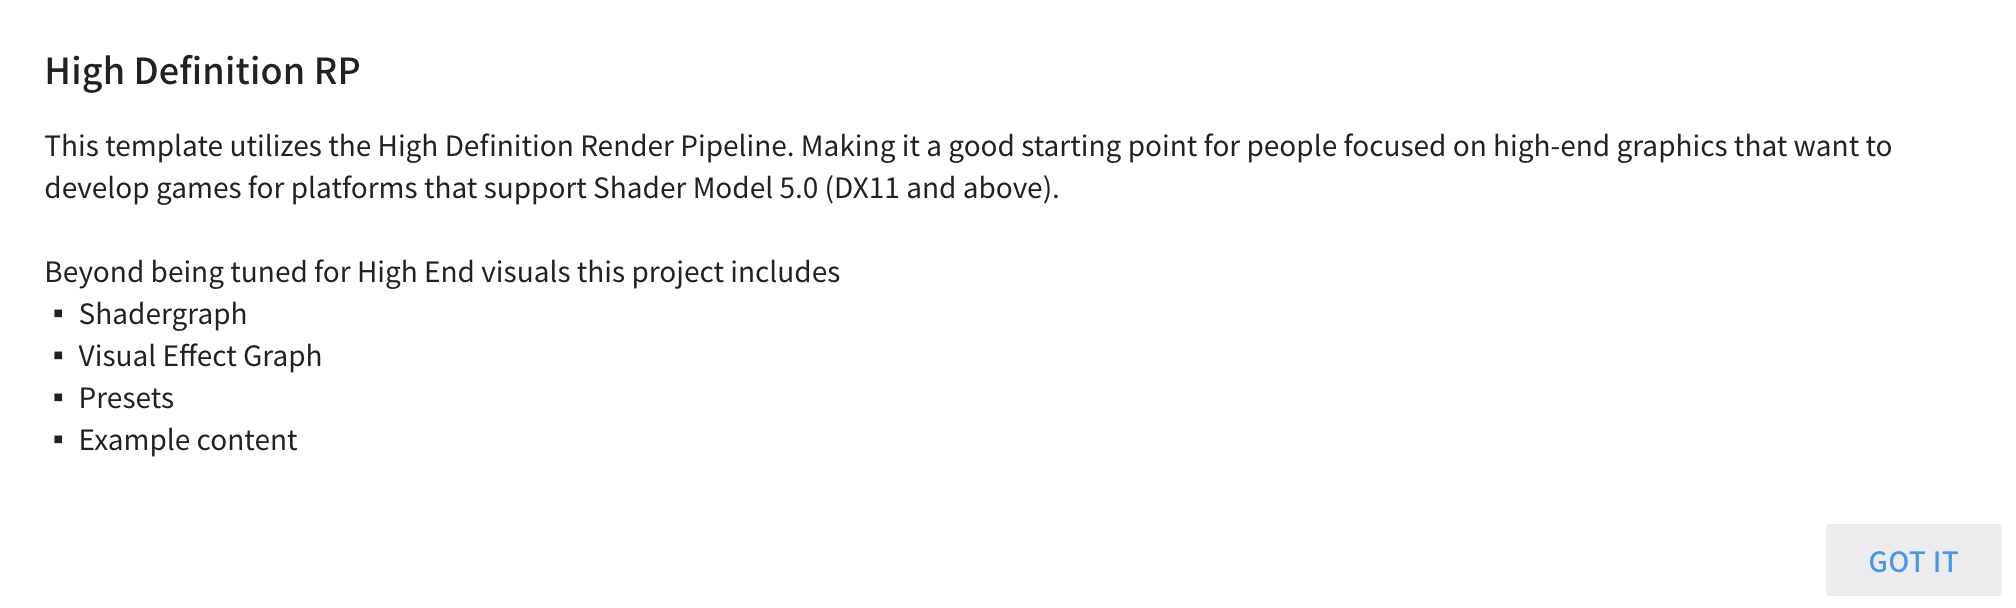 High Definition RP
This template utilizes the High Definition Render Pipeline. Making it a good starting point for people focused on high-end graphics that want to
develop games for platforms that support Shader Model 5.0 (DX11 and above).
Beyond being tuned for High End visuals this project includes
▪ Shadergraph
▪ Visual Effect Graph
▪ Presets
▪ Example content
GOT IT